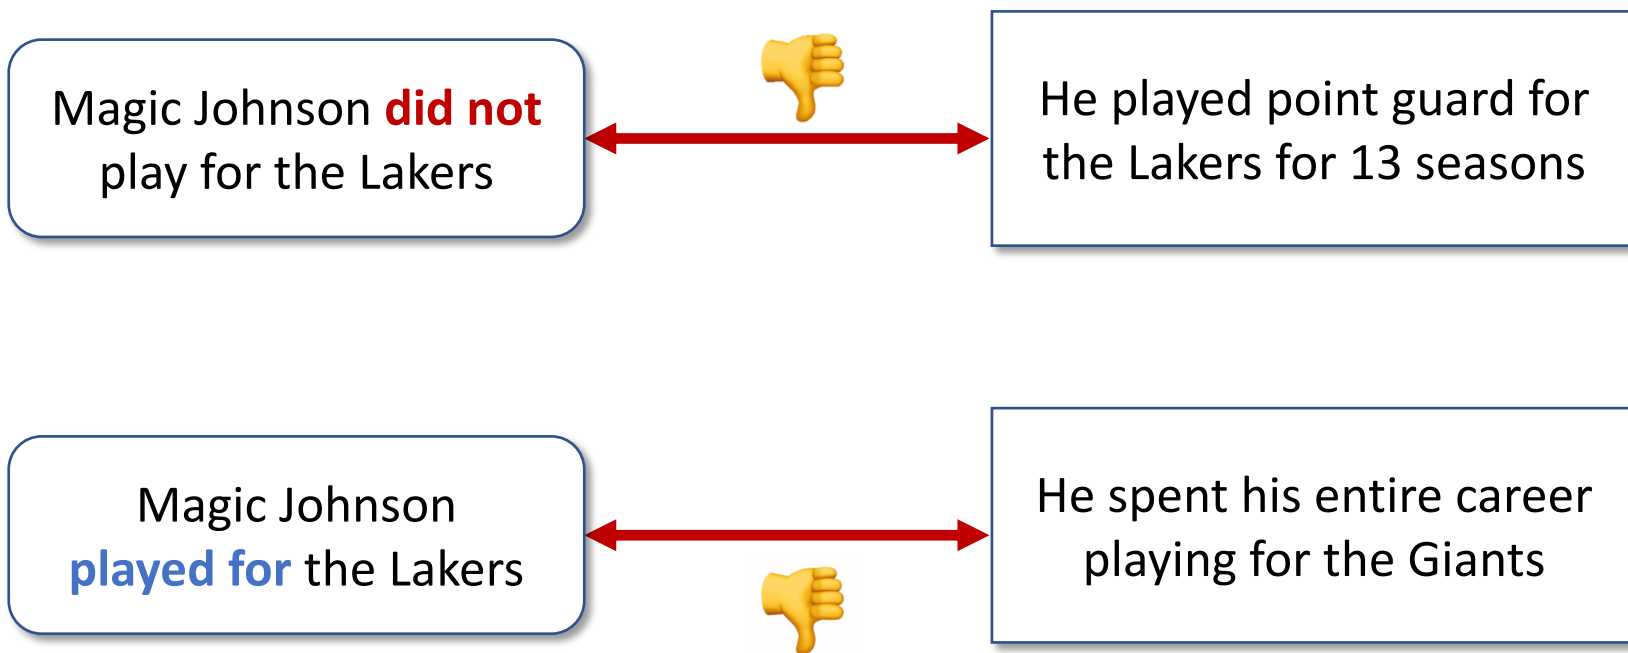 Magic Johnson did not
play for the Lakers
He played point guard for
the Lakers for 13 seasons
Magic Johnson
played for the Lakers
He spent his entire career
playing for the Giants